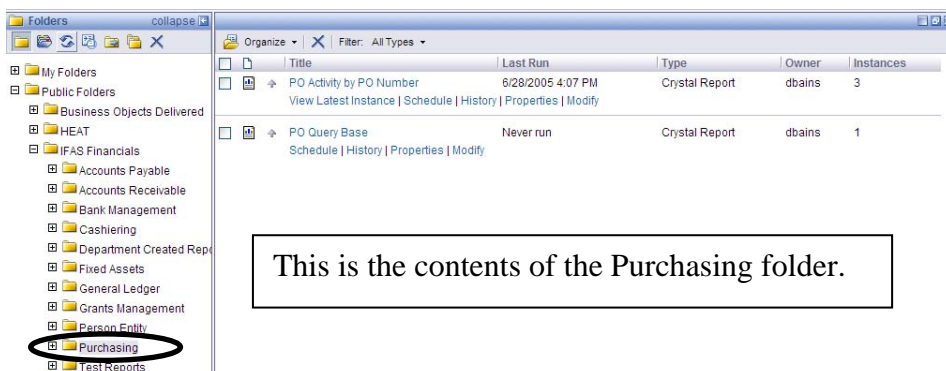 Folders collapse
Organize Filter: All Types
Title Last Run Type Owner Instances
My Folders
Public Folders
Business Objects Delivered
HEAT
IFAS Financials
Accounts Payable
Accounts Receivable
Bank Management
Cashiering
Department Created Repo
Fixed Assets
General Ledger
Grants Management
Person Entity
Purchasing
Test Reports
PO Activity by PO Number 6/28/2005 4:07 PM Crystal Report dbains 3
View Latest Instance | Schedule | History | Properties | Modify
PO Query Base Never run Crystal Report dbains 1
Schedule | History | Properties | Modify
This is the contents of the Purchasing folder.